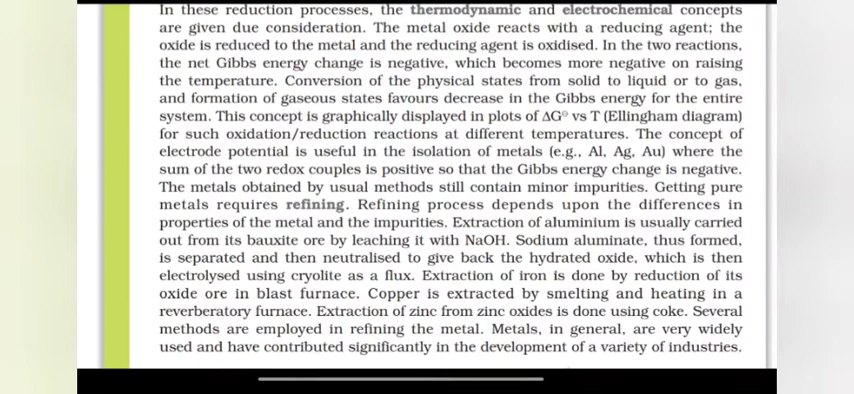 In these reduction processes, the thermodynamic and electrochemical concepts
are given due consideration. The metal oxide reacts with a reducing agent; the
oxide is reduced to the metal and the reducing agent is oxidised. In the two reactions,
the net Gibbs energy change is negative, which becomes more negative on raising
the temperature. Conversion of the physical states from solid to liquid or to gas,
and formation of gaseous states favours decrease in the Gibbs energy for the entire
system. This concept is graphically displayed in plots of ΔG⊖ vs T (Ellingham diagram)
for such oxidation/reduction reactions at different temperatures. The concept of
electrode potential is useful in the isolation of metals (e.g., Al, Ag, Au) where the
sum of the two redox couples is positive so that the Gibbs energy change is negative.
The metals obtained by usual methods still contain minor impurities. Getting pure
metals requires refining. Refining process depends upon the differences in
properties of the metal and the impurities. Extraction of aluminium is usually carried
out from its bauxite ore by leaching it with NaOH. Sodium aluminate, thus formed,
is separated and then neutralised to give back the hydrated oxide, which is then
electrolysed using cryolite as a flux. Extraction of iron is done by reduction of its
oxide ore in blast furnace. Copper is extracted by smelting and heating in a
reverberatory furnace. Extraction of zinc from zinc oxides is done using coke. Several
methods are employed in refining the metal. Metals, in general, are very widely
used and have contributed significantly in the development of a variety of industries.